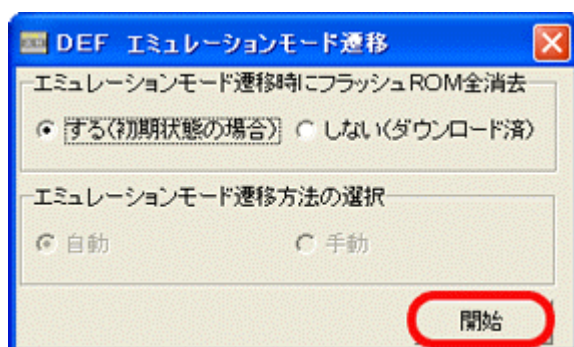 DEF エミュレーションモード遷移
エミュレーションモード遷移時にフラッシュROM全消去
する(初期状態の場合) しない(ダウンロード済)
エミュレーションモード遷移方法の選択
自動 手動
開始